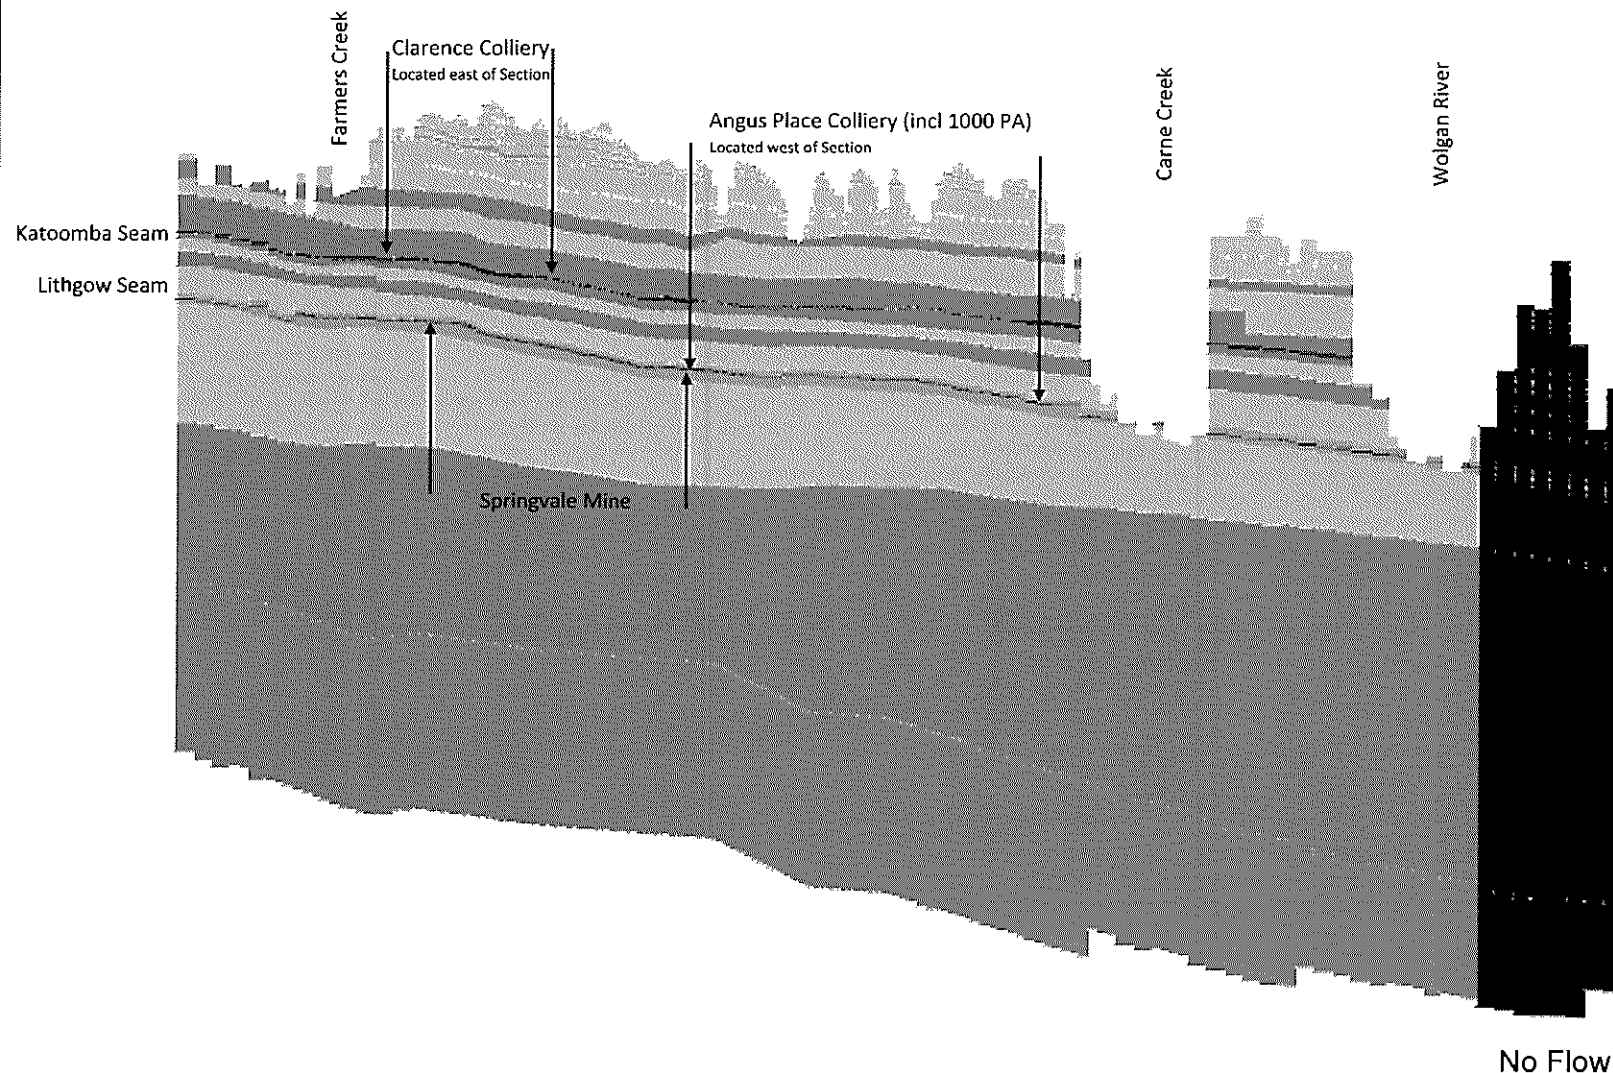 Farmers Creek
Clarence Colliery
Located east of Section
Angus Place Colliery (incl 1000 PA)
Located west of Section
Carne Creek
Wolgan River
Katoomba Seam
Lithgow Seam
Springvale Mine
No Flow